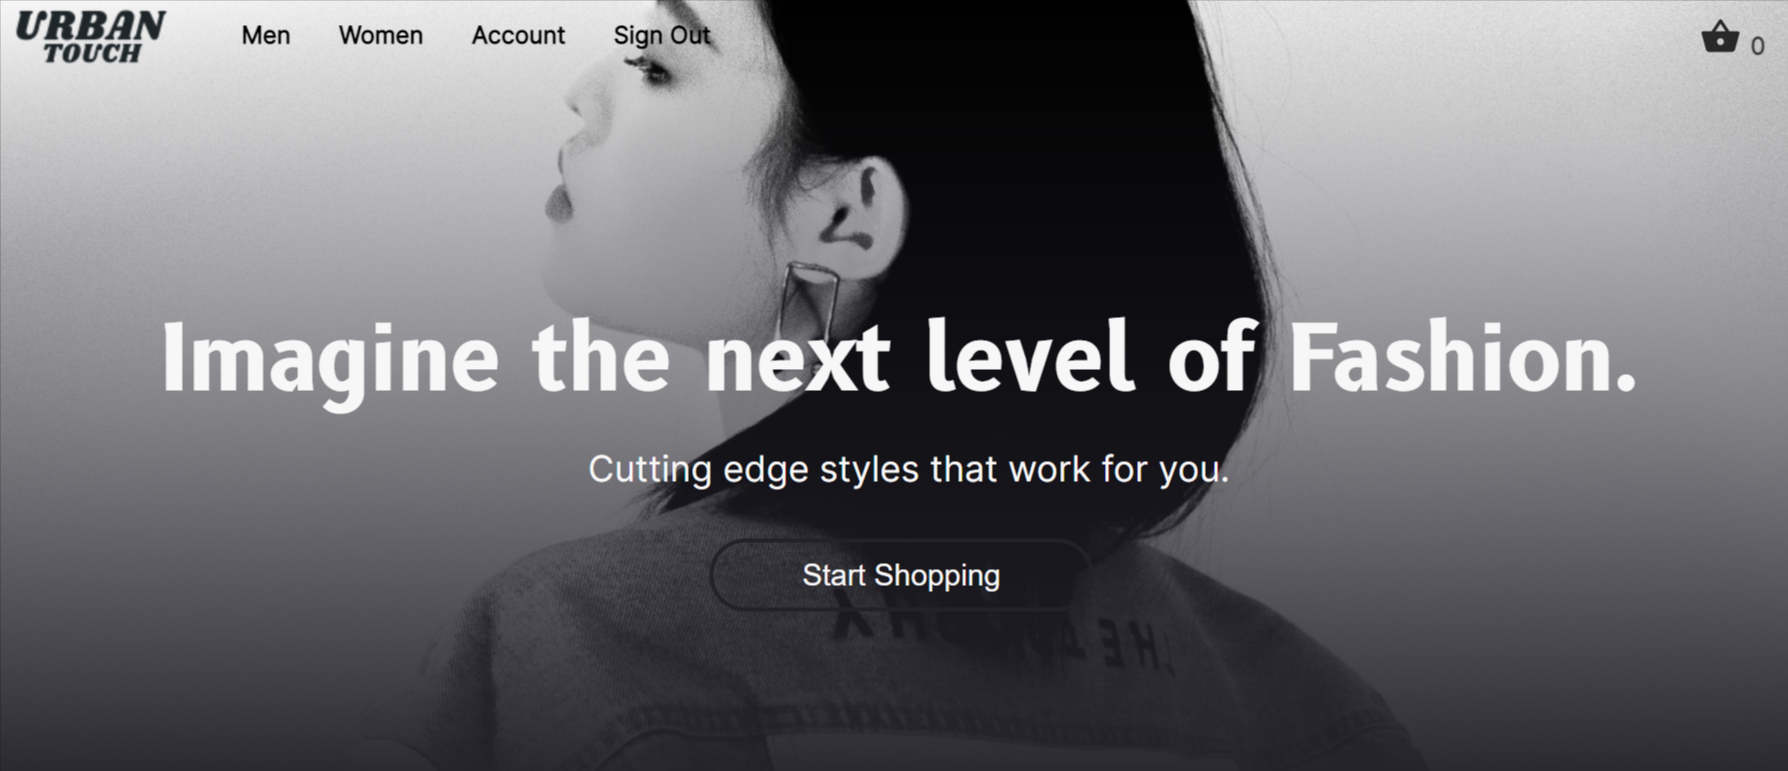 URBAN
TOUCH
Men
Women
Account
Sign Out
0
Imagine the next level of Fashion.
Cutting edge styles that work for you.
Start Shopping